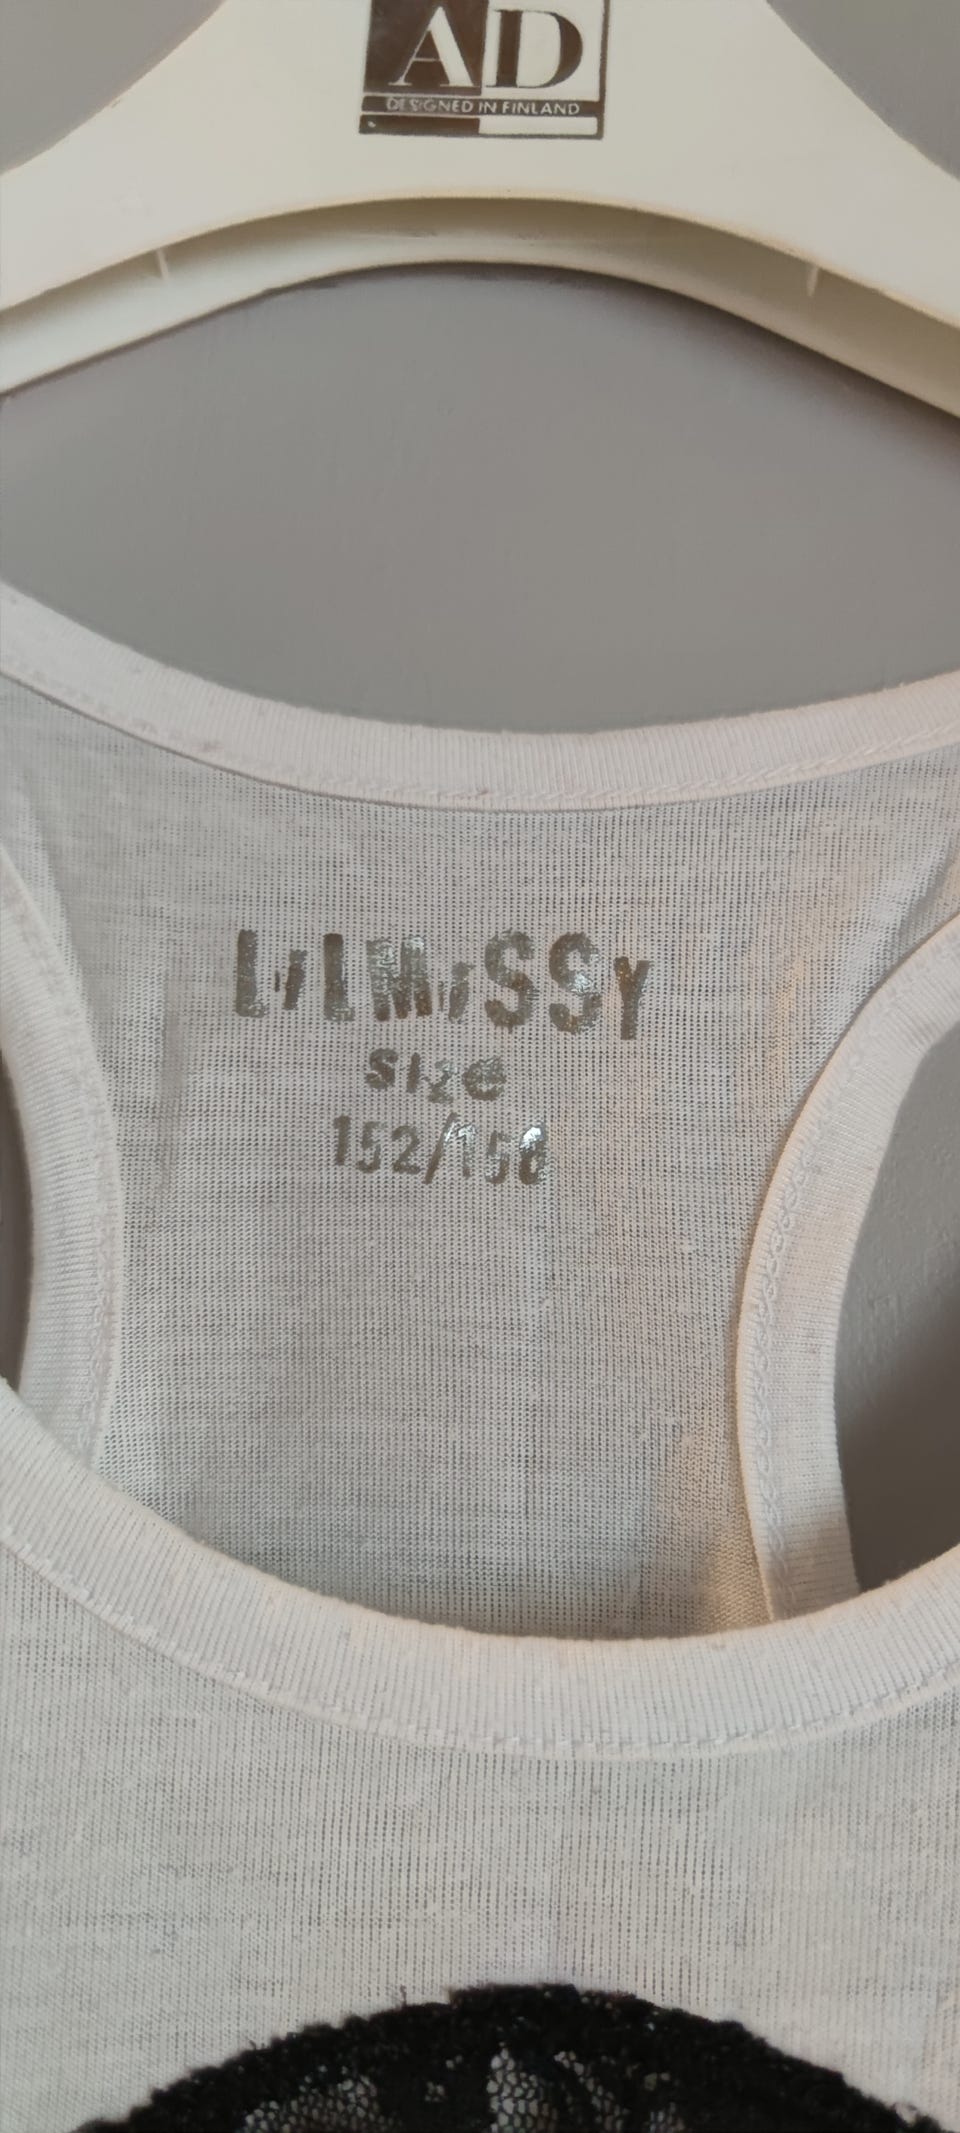 AD
DESIGNED IN FINLAND
LiLMiSSY
size
152/158